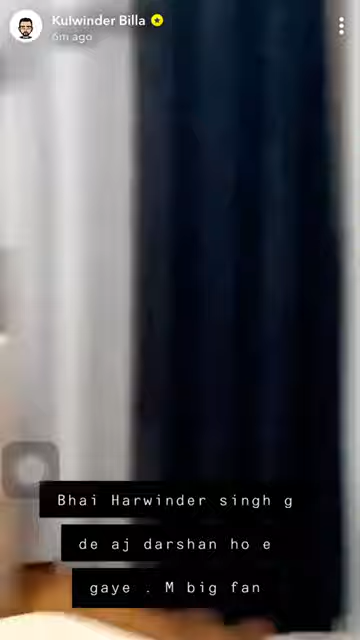 Kulwinder Billa
6m ago
Bhai Harwinder singh g
de aj darshan ho e
gaye . M big fan